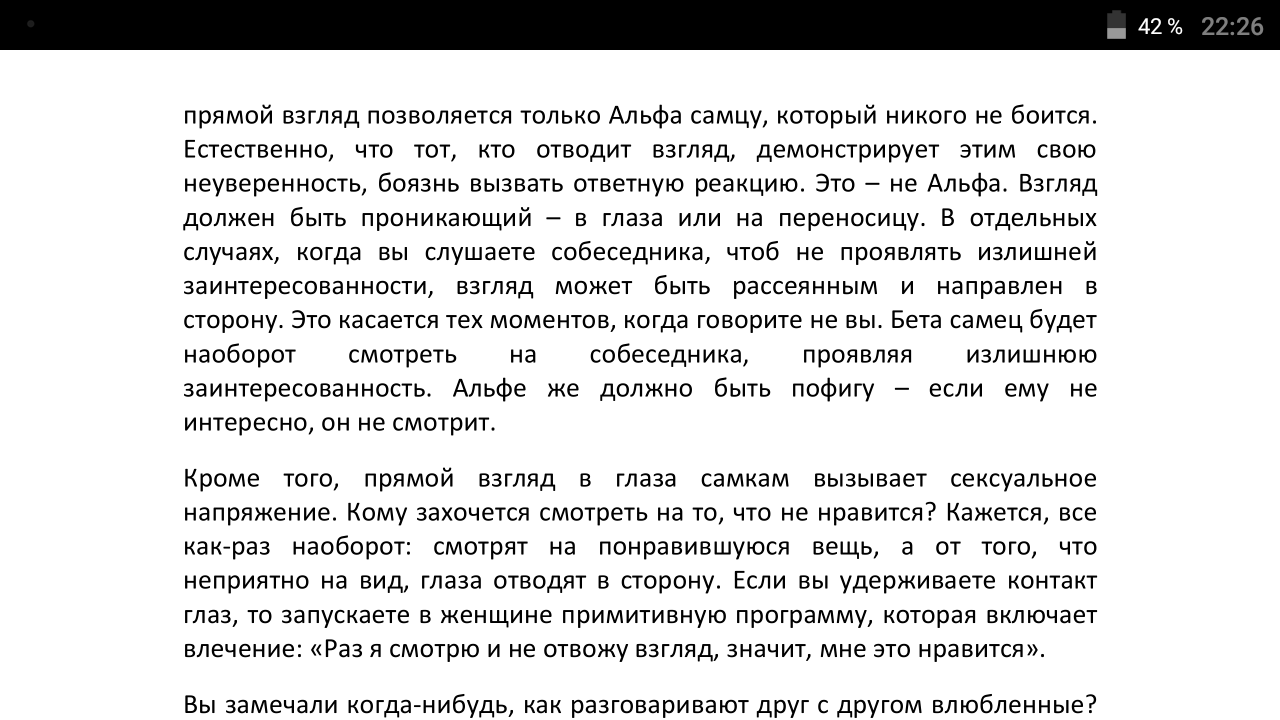 42 % 22:26
прямой взгляд позволяется только Альфа самцу, который никого не боится.
Естественно, что тот, кто отводит взгляд, демонстрирует этим свою
неуверенность, боязнь вызвать ответную реакцию. Это – не Альфа. Взгляд
должен быть проникающий – в глаза или на переносицу. В отдельных
случаях, когда вы слушаете собеседника, чтоб не проявлять излишней
заинтересованности, взгляд может быть рассеянным и направлен в
сторону. Это касается тех моментов, когда говорите не вы. Бета самец будет
наоборот смотреть на собеседника, проявляя излишнюю
заинтересованность. Альфе же должно быть пофигу – если ему не
интересно, он не смотрит.
Кроме того, прямой взгляд в глаза самкам вызывает сексуальное
напряжение. Кому захочется смотреть на то, что не нравится? Кажется, все
как-раз наоборот: смотрят на понравившуюся вещь, а от того, что
неприятно на вид, глаза отводят в сторону. Если вы удерживаете контакт
глаз, то запускаете в женщине примитивную программу, которая включает
влечение: «Раз я смотрю и не отвожу взгляд, значит, мне это нравится».
Вы замечали когда-нибудь, как разговаривают друг с другом влюбленные?